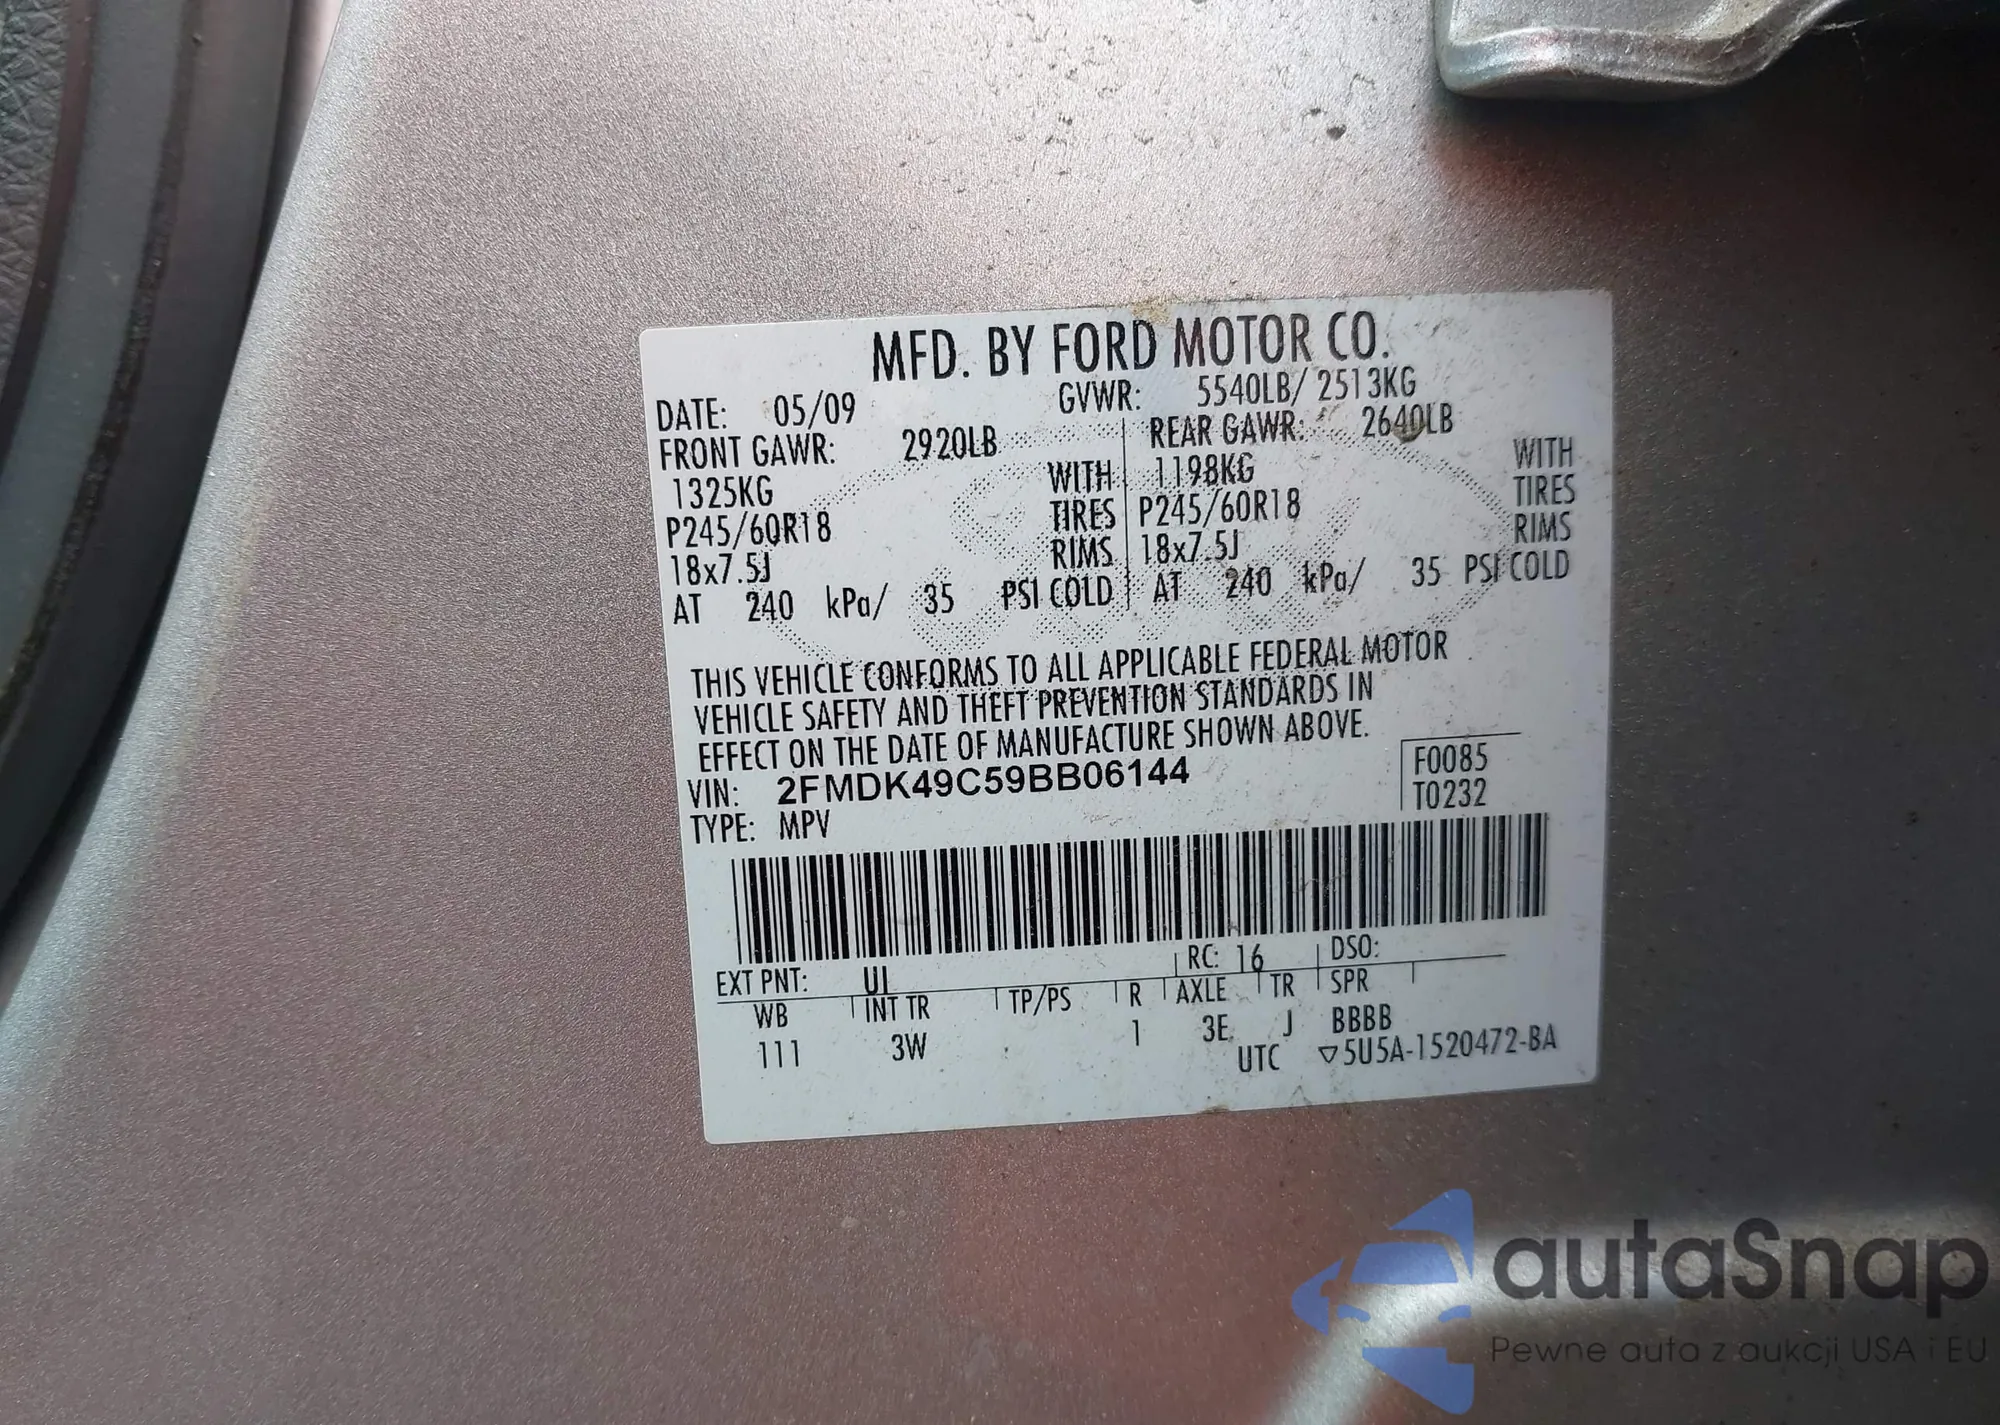 MFD. BY FORD MOTOR CO.
DATE: 05/09 GVWR: 5540LB/ 2513KG
FRONT GAWR: 2920LB REAR GAWR: 2640LB
1325KG WITH 1198KG WITH
P245/60R18 TIRES P245/60R18 TIRES
18x7.5J RIMS 18x7.5J RIMS
AT 240 kPa/ 35 PSI COLD AT 240 kPa/ 35 PSI COLD
THIS VEHICLE CONFORMS TO ALL APPLICABLE FEDERAL MOTOR
VEHICLE SAFETY AND THEFT PREVENTION STANDARDS IN
EFFECT ON THE DATE OF MANUFACTURE SHOWN ABOVE.
F0085
VIN: 2FMDK49C59BB06144
T0232
TYPE: MPV
EXT PNT: UI RC: 16 DSO:
WB INT TR TP/PS R AXLE TR SPR
111 3W 1 3E J BBBB
UTC ▽5U5A-1520472-BA
autaSnap
Pewne auta z aukcji USA i EU